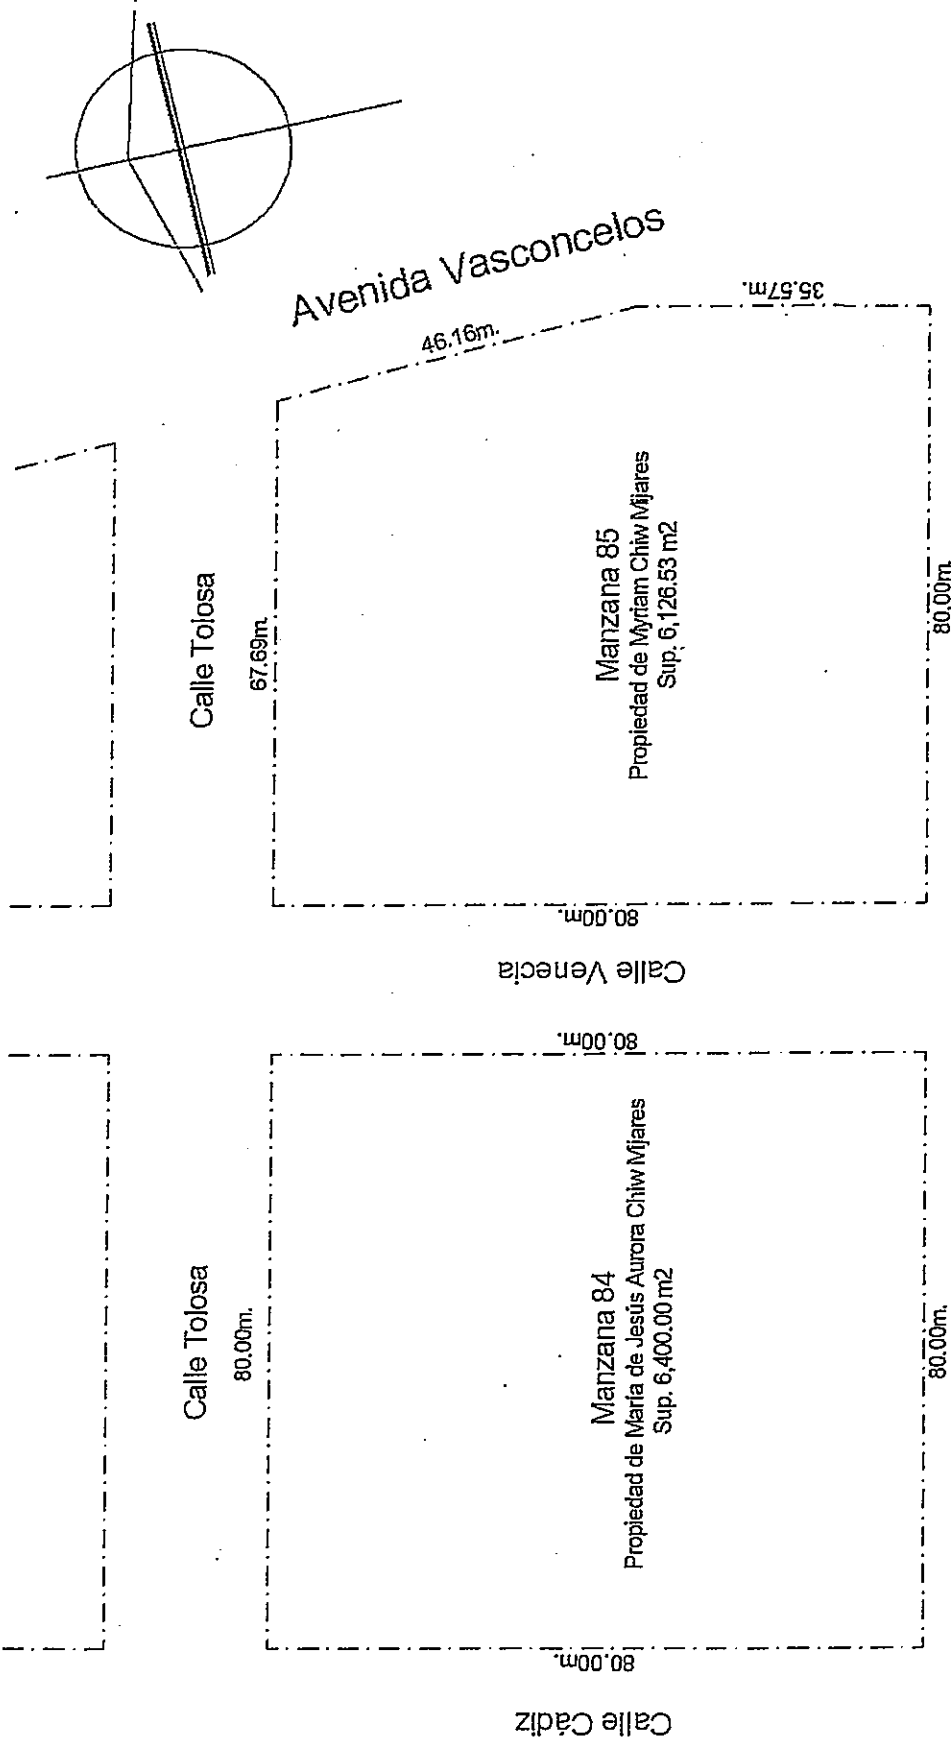 Avenida Vasconcelos
46.16m.
35.57m.
Calle Tolosa
67.69m.
Manzana 85
Propiedad de Myriam Chiw Mijares
Sup. 6,126.53 m2
80.00m.
80.00m.
Calle Venecia
80.00m.
Calle Tolosa
80.00m.
Manzana 84
Propiedad de María de Jesús Aurora Chiw Mijares
Sup. 6,400.00 m2
80.00m.
80.00m.
Calle Cádiz